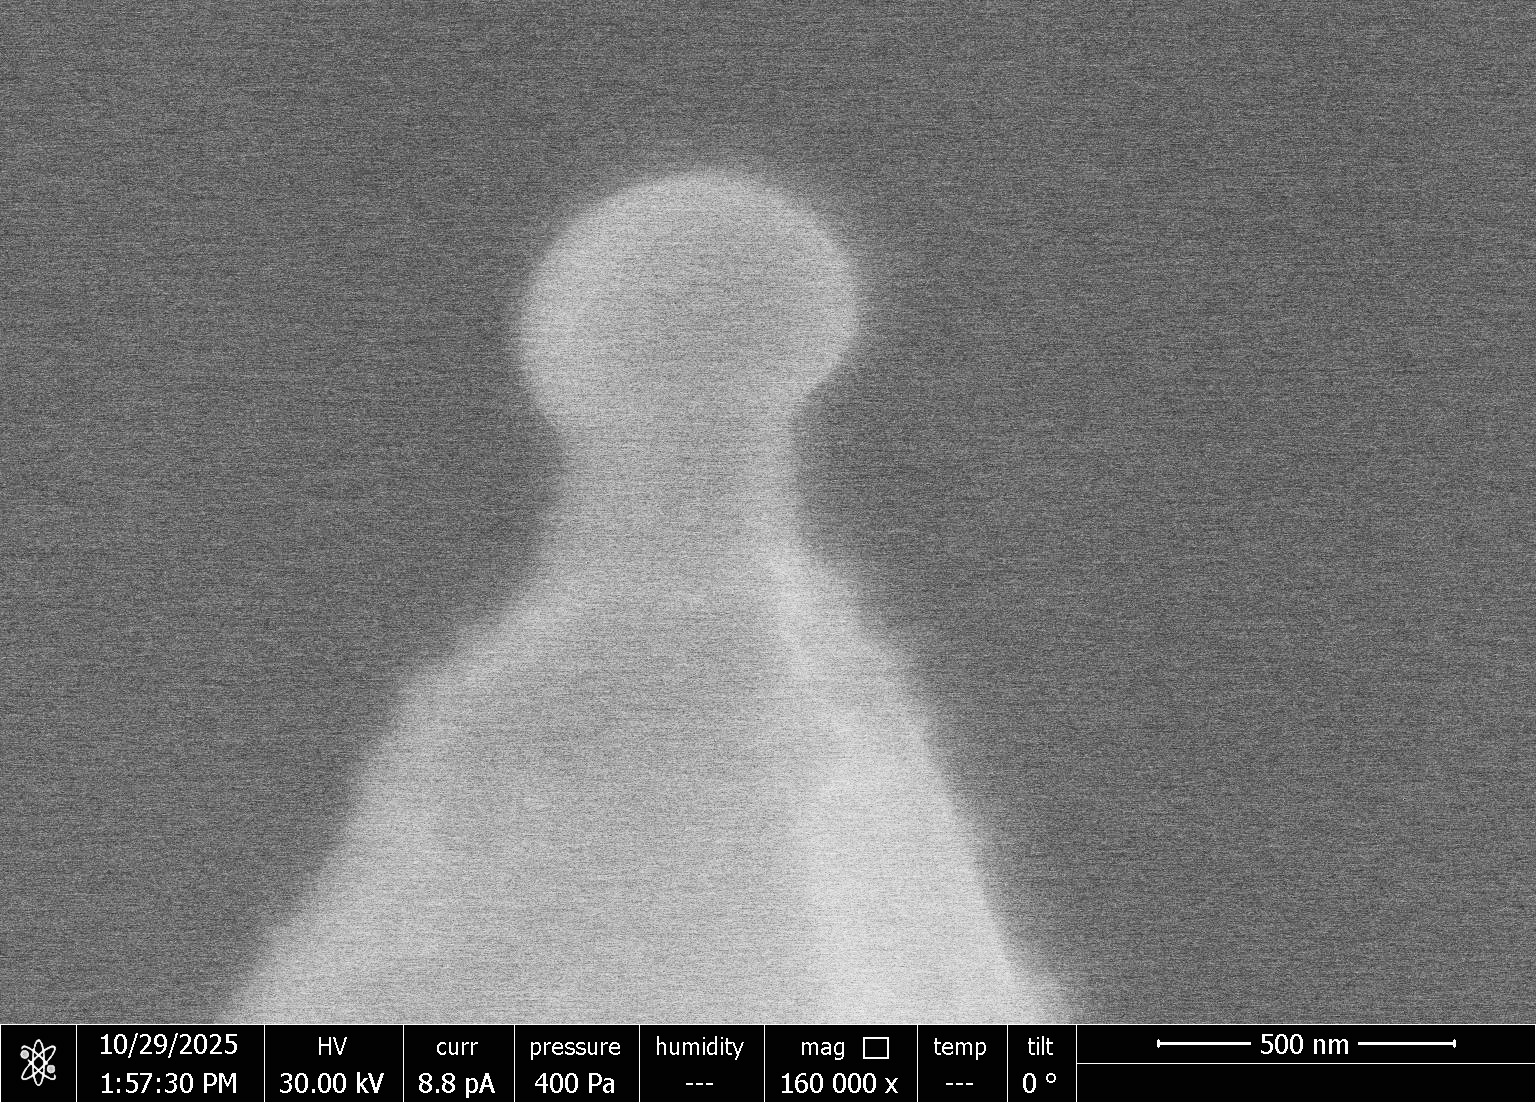 10/29/2025
1:57:30 PM
HV
30.00 kV
curr
8.8 pA
pressure
400 Pa
humidity
---
mag
160 000 x
temp
---
tilt
0 °
500 nm